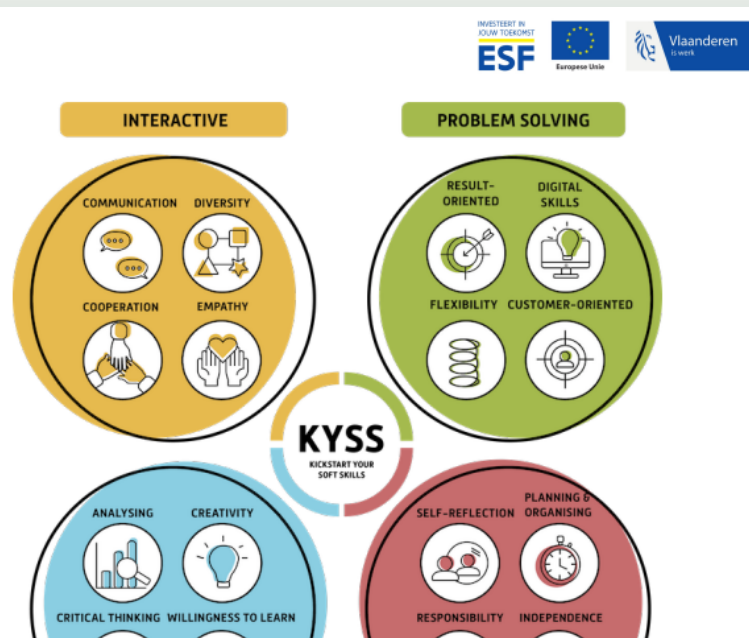 INVESTEERT IN
JOUW TOEKOMST
ESF
Europese Unie
Vlaanderen
is werk
INTERACTIVE
PROBLEM SOLVING
COMMUNICATION
DIVERSITY
RESULT-
ORIENTED
DIGITAL
SKILLS
COOPERATION
EMPATHY
FLEXIBILITY
CUSTOMER-ORIENTED
KYSS
KICKSTART YOUR
SOFT SKILLS
ANALYSING
CREATIVITY
SELF-REFLECTION
PLANNING &
ORGANISING
CRITICAL THINKING
WILLINGNESS TO LEARN
RESPONSIBILITY
INDEPENDENCE